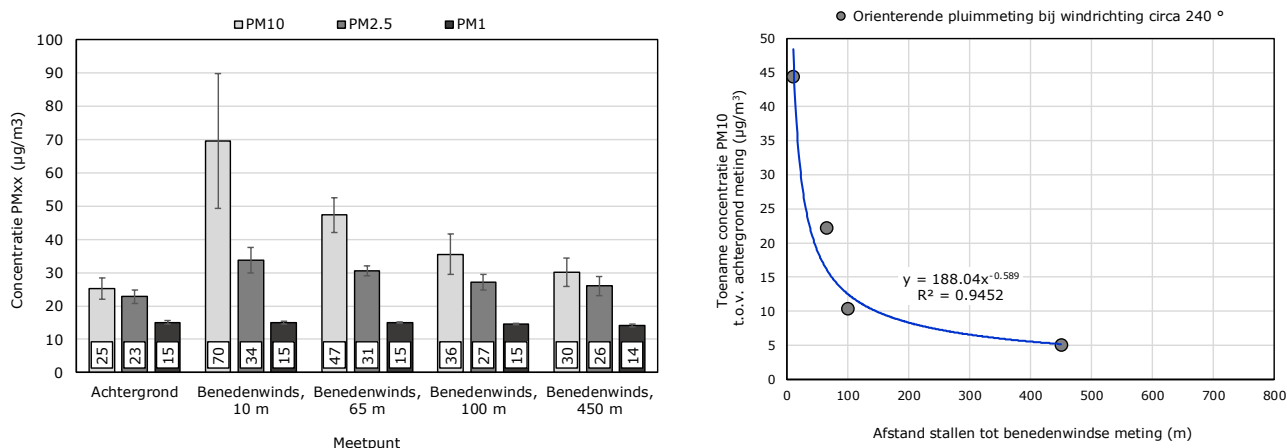 PM10 PM2.5 PM1
Concentratie PMxx (µg/m3)
100
90
80
70
60
50
40
30
20
10
0
25 23 15 70 34 15 47 31 15 36 27 15 30 26 14
Achtergrond Benedenwinds, Benedenwinds, Benedenwinds, Benedenwinds,
10 m 65 m 100 m 450 m
Meetpunt
Orienterende pluimmeting bij windrichting circa 240 °
Toename concentratie PM10
t.o.v. achtergrond meting (µg/m³)
50
45
40
35
30
25
20
15
10
5
0
y = 188.04x⁻⁰·⁵⁸⁹
R² = 0.9452
0 100 200 300 400 500 600 700 800
Afstand stallen tot benedenwindse meting (m)